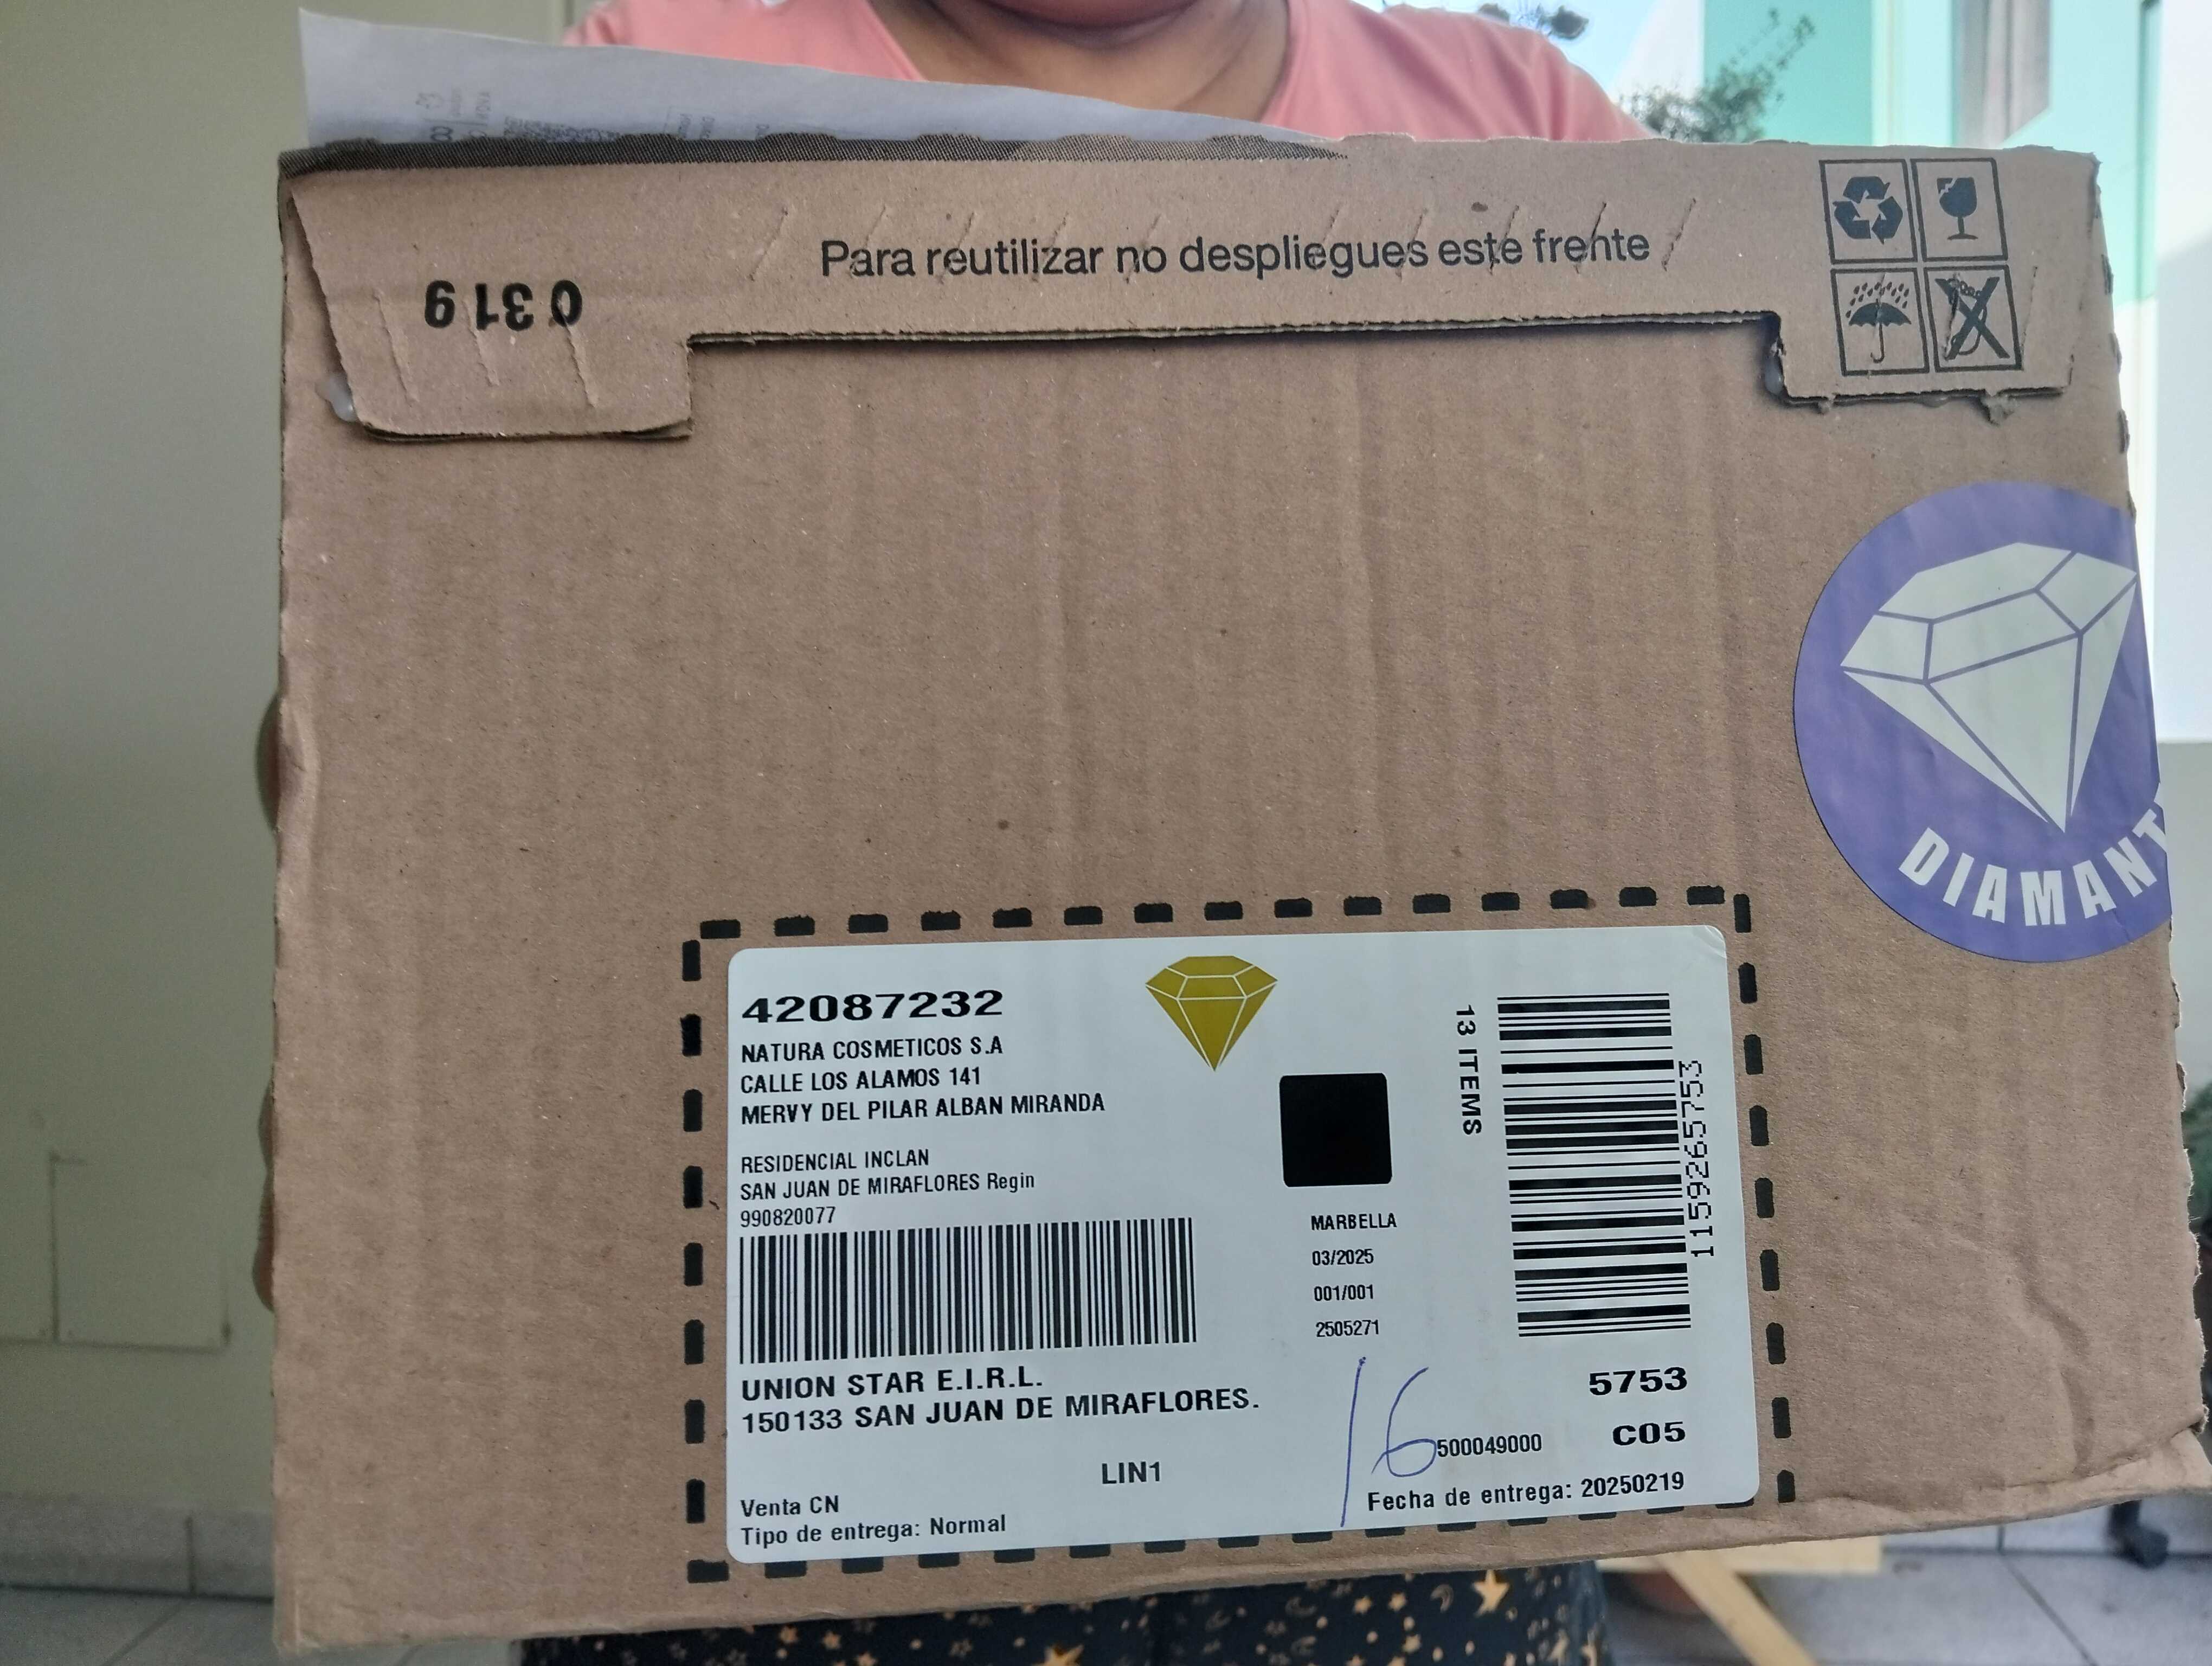 Para reutilizar no despliegues este frente
0319
DIAMANT
42087232
NATURA COSMETICOS S.A
CALLE LOS ALAMOS 141
MERVY DEL PILAR ALBAN MIRANDA
RESIDENCIAL INCLAN
SAN JUAN DE MIRAFLORES Regin
990820077
UNION STAR E.I.R.L.
150133 SAN JUAN DE MIRAFLORES.
LIN1
Venta CN
Tipo de entrega: Normal
MARBELLA
03/2025
001/001
2505271
13 ITEMS
1159265753
5753
16
500049000
C05
Fecha de entrega: 20250219